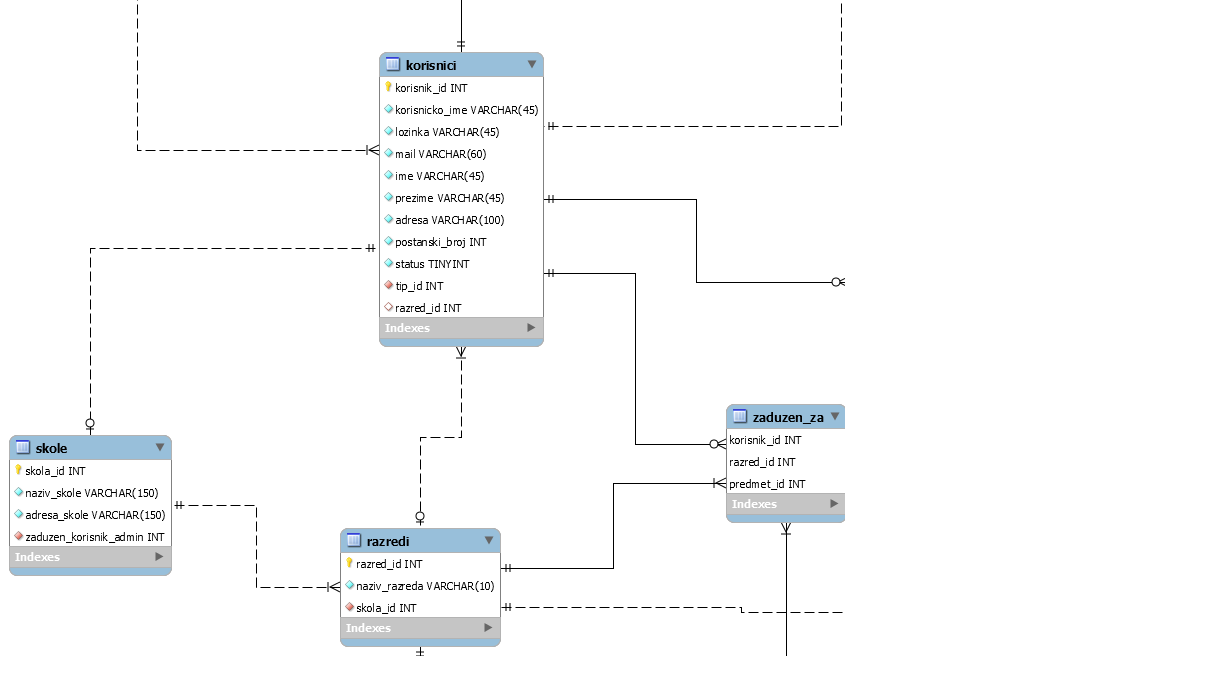 korisnici
korisnik_id INT
korisnicko_ime VARCHAR(45)
lozinka VARCHAR(45)
mail VARCHAR(60)
ime VARCHAR(45)
prezime VARCHAR(45)
adresa VARCHAR(100)
postanski_broj INT
status TINYINT
tip_id INT
razred_id INT
Indexes
skole
skola_id INT
naziv_skole VARCHAR(150)
adresa_skole VARCHAR(150)
zaduzen_korisnik_admin INT
Indexes
razredi
razred_id INT
naziv_razreda VARCHAR(10)
skola_id INT
Indexes
zaduzen_za
korisnik_id INT
razred_id INT
predmet_id INT
Indexes